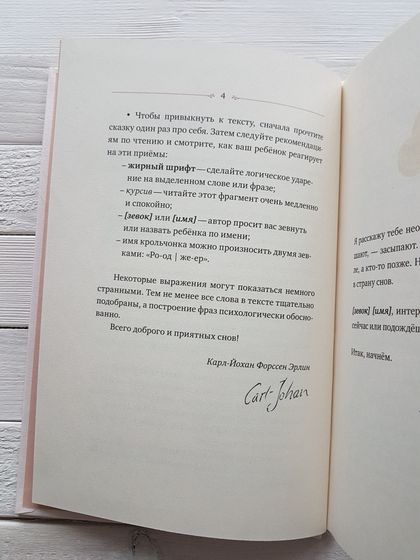 4
• Чтобы привыкнуть к тексту, сначала прочтите
сказку один раз про себя. Затем следуйте рекомендаци-
ям по чтению и смотрите, как ваш ребёнок реагирует
на эти приёмы:
– жирный шрифт — сделайте логическое ударе-
ние на выделенном слове или фразе;
– курсив — читайте этот фрагмент очень медленно
и спокойно;
– [зевок] или [имя] — автор просит вас зевнуть
или назвать ребёнка по имени;
– имя крольчонка можно произносить двумя зев-
ками: «Ро-од | же-ер».
Некоторые выражения могут показаться немного
странными. Тем не менее все слова в тексте тщательно
подобраны, а построение фраз психологически обосно-
ванно.
Всего доброго и приятных снов!
Карл-Йохан Форссен Эрлин
Carl-Johan
Я расскажу тебе
шают, — засыпают.
ле, а кто-то позже.
в страну снов.
[зевок] [имя],
сейчас или
Итак, начнём.